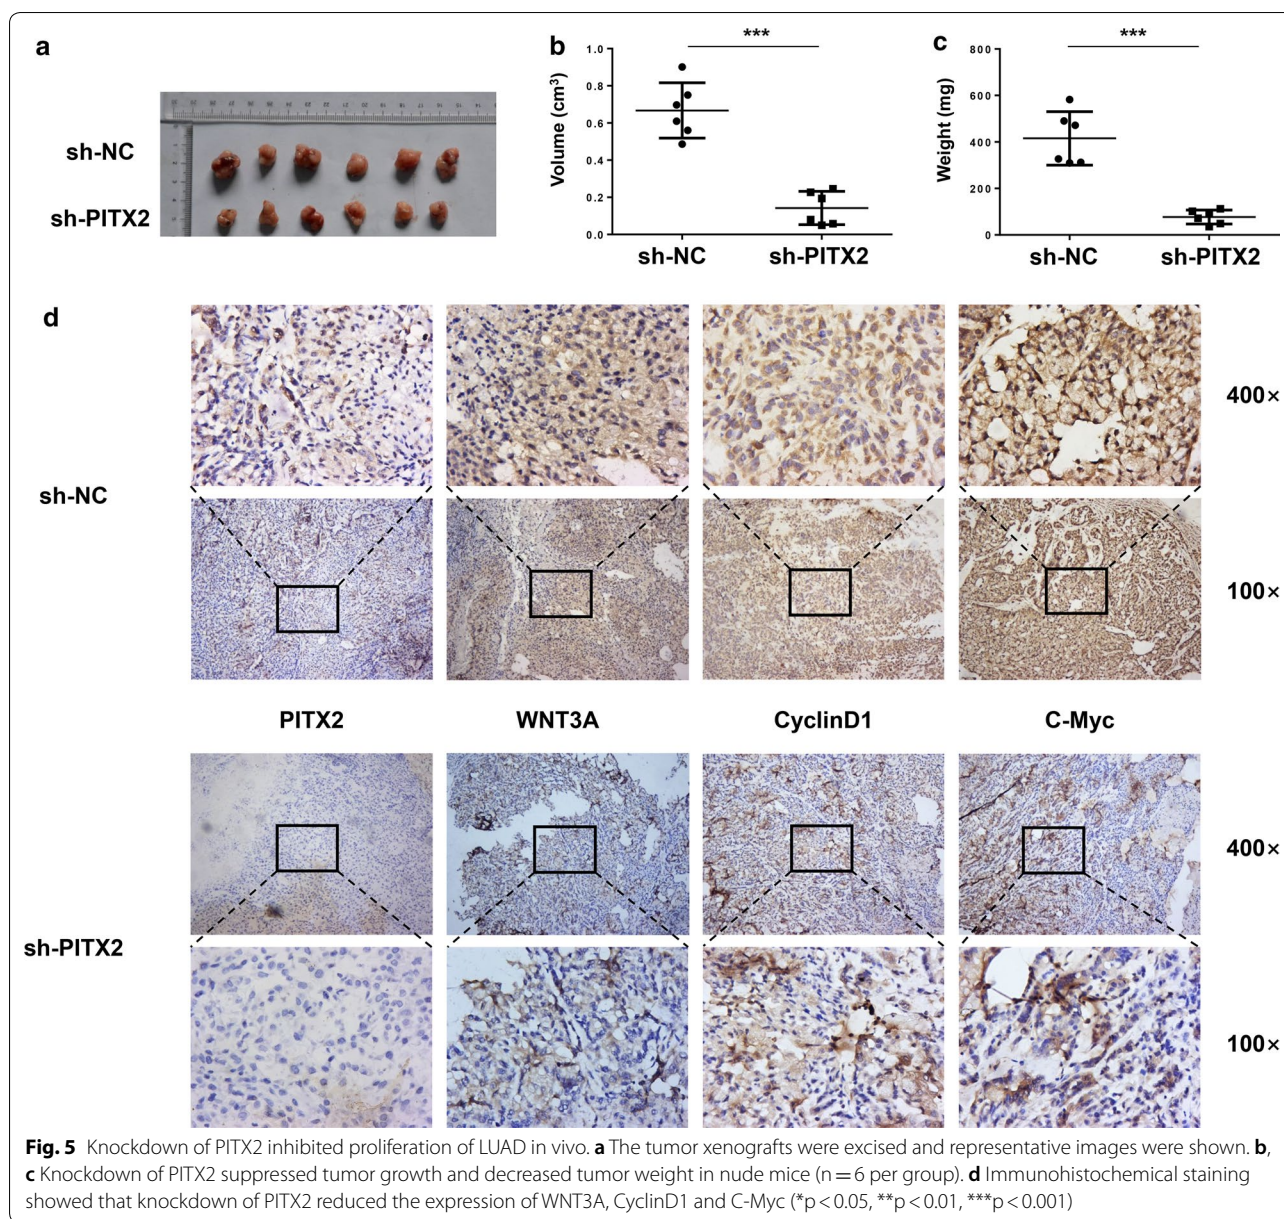 a
sh-NC
sh-PITX2
b
***
1.0
0.8
0.6
0.4
0.2
0.0
Volume (cm³)
sh-NC sh-PITX2
c
***
800
600
400
200
0
Weight (mg)
sh-NC sh-PITX2
d
400×
sh-NC
100×
PITX2 WNT3A CyclinD1 C-Myc
400×
sh-PITX2
100×
Fig. 5 Knockdown of PITX2 inhibited proliferation of LUAD in vivo. a The tumor xenografts were excised and representative images were shown. b,
c Knockdown of PITX2 suppressed tumor growth and decreased tumor weight in nude mice (n = 6 per group). d Immunohistochemical staining
showed that knockdown of PITX2 reduced the expression of WNT3A, CyclinD1 and C-Myc (*p < 0.05, **p < 0.01, ***p < 0.001)